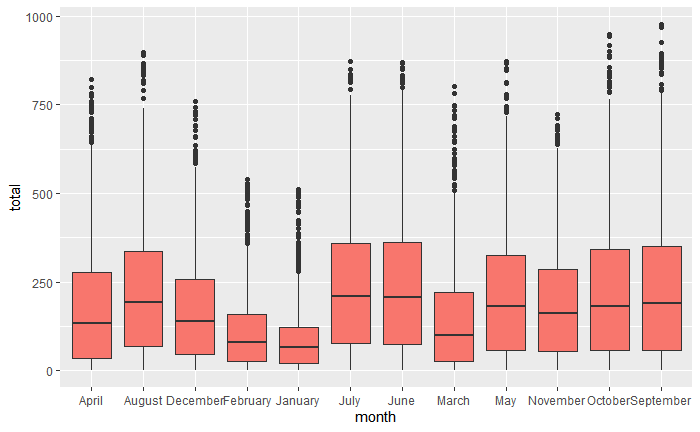 1000
750
500
250
0
total
April August December February January July June March May November October September
month